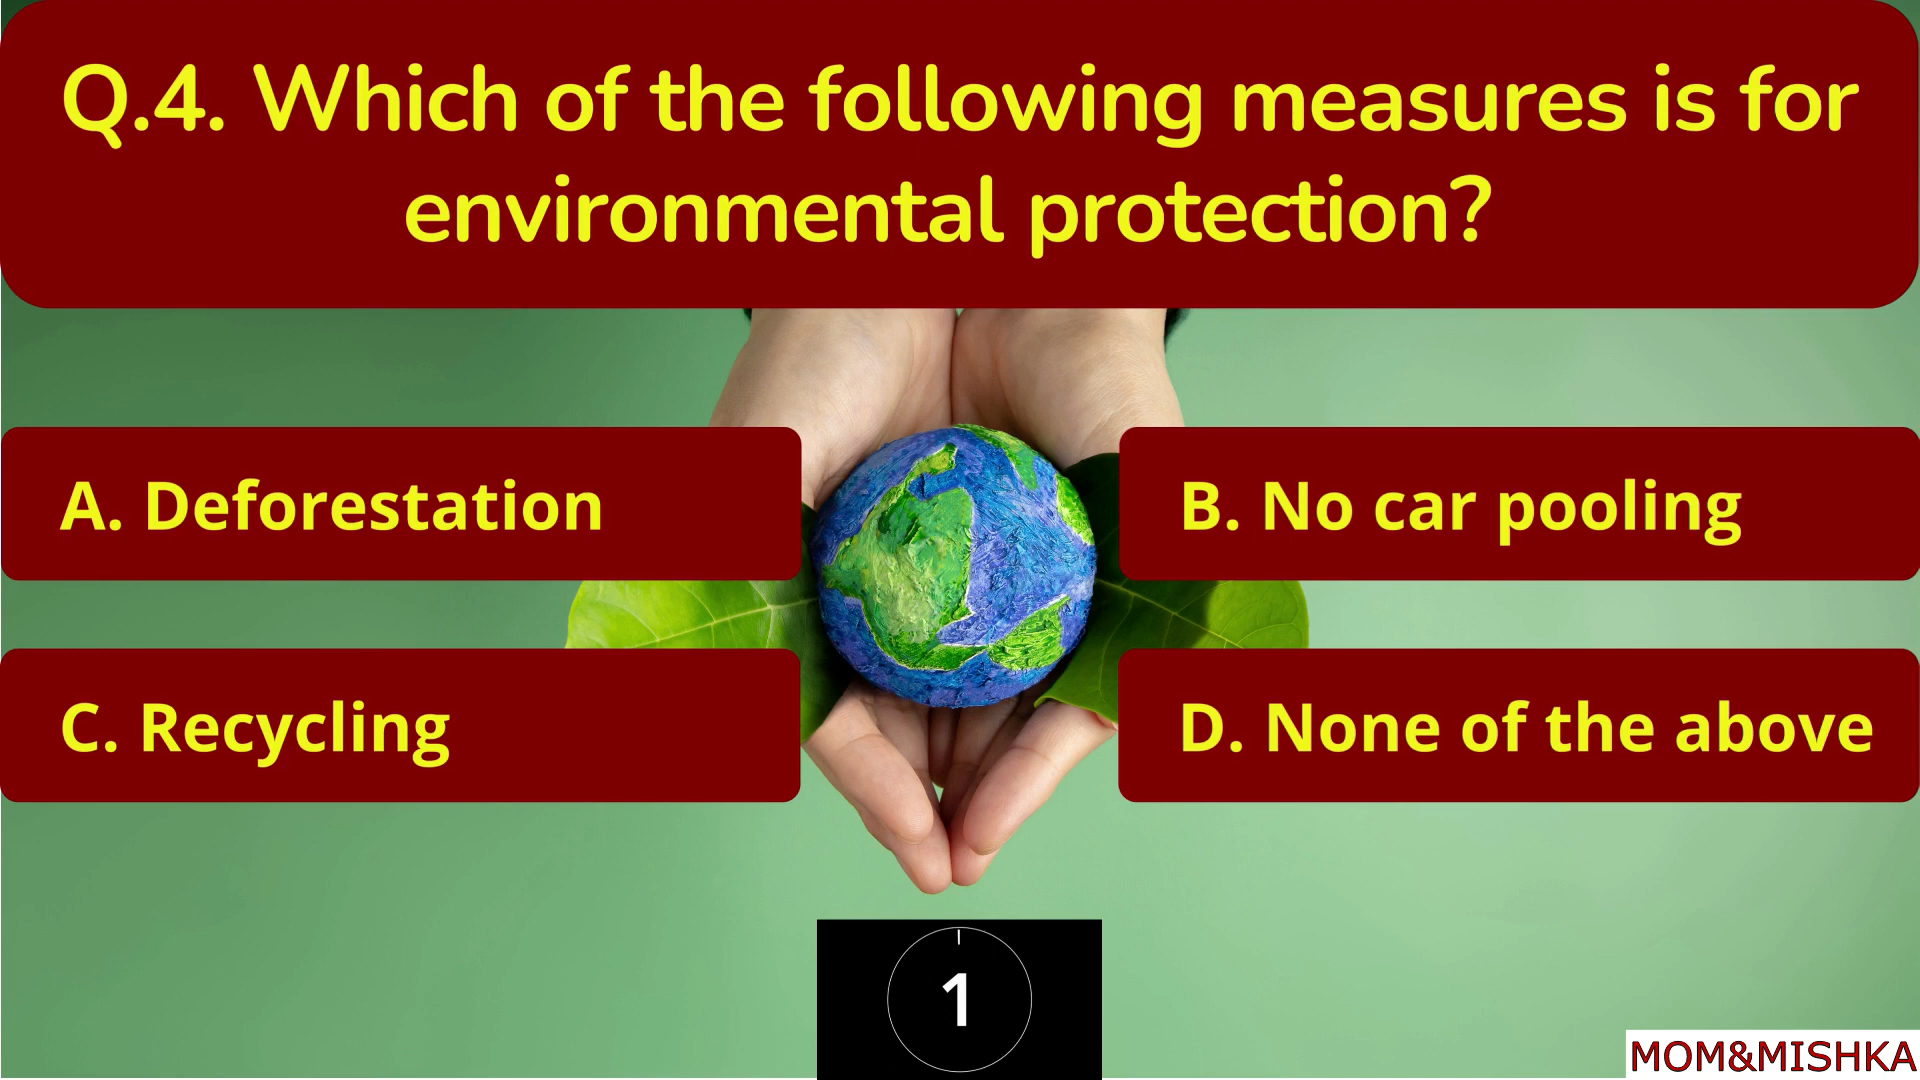 Q.4. Which of the following measures is for
environmental protection?
A. Deforestation
B. No car pooling
C. Recycling
D. None of the above
1
MOM&MISHKA